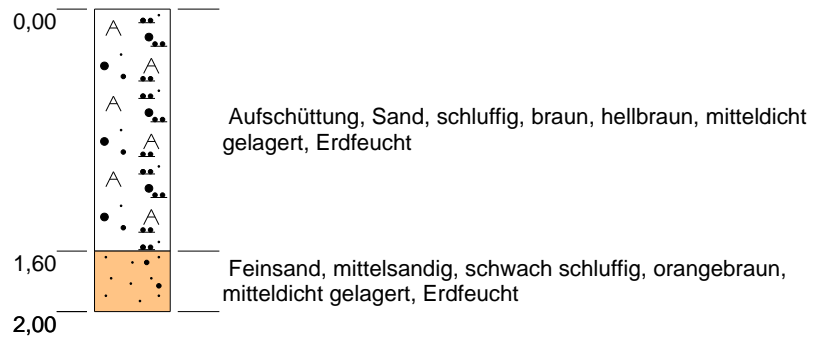 0,00
Aufschüttung, Sand, schluffig, braun, hellbraun, mitteldicht
gelagert, Erdfeucht
1,60
Feinsand, mittelsandig, schwach schluffig, orangebraun,
mitteldicht gelagert, Erdfeucht
2,00